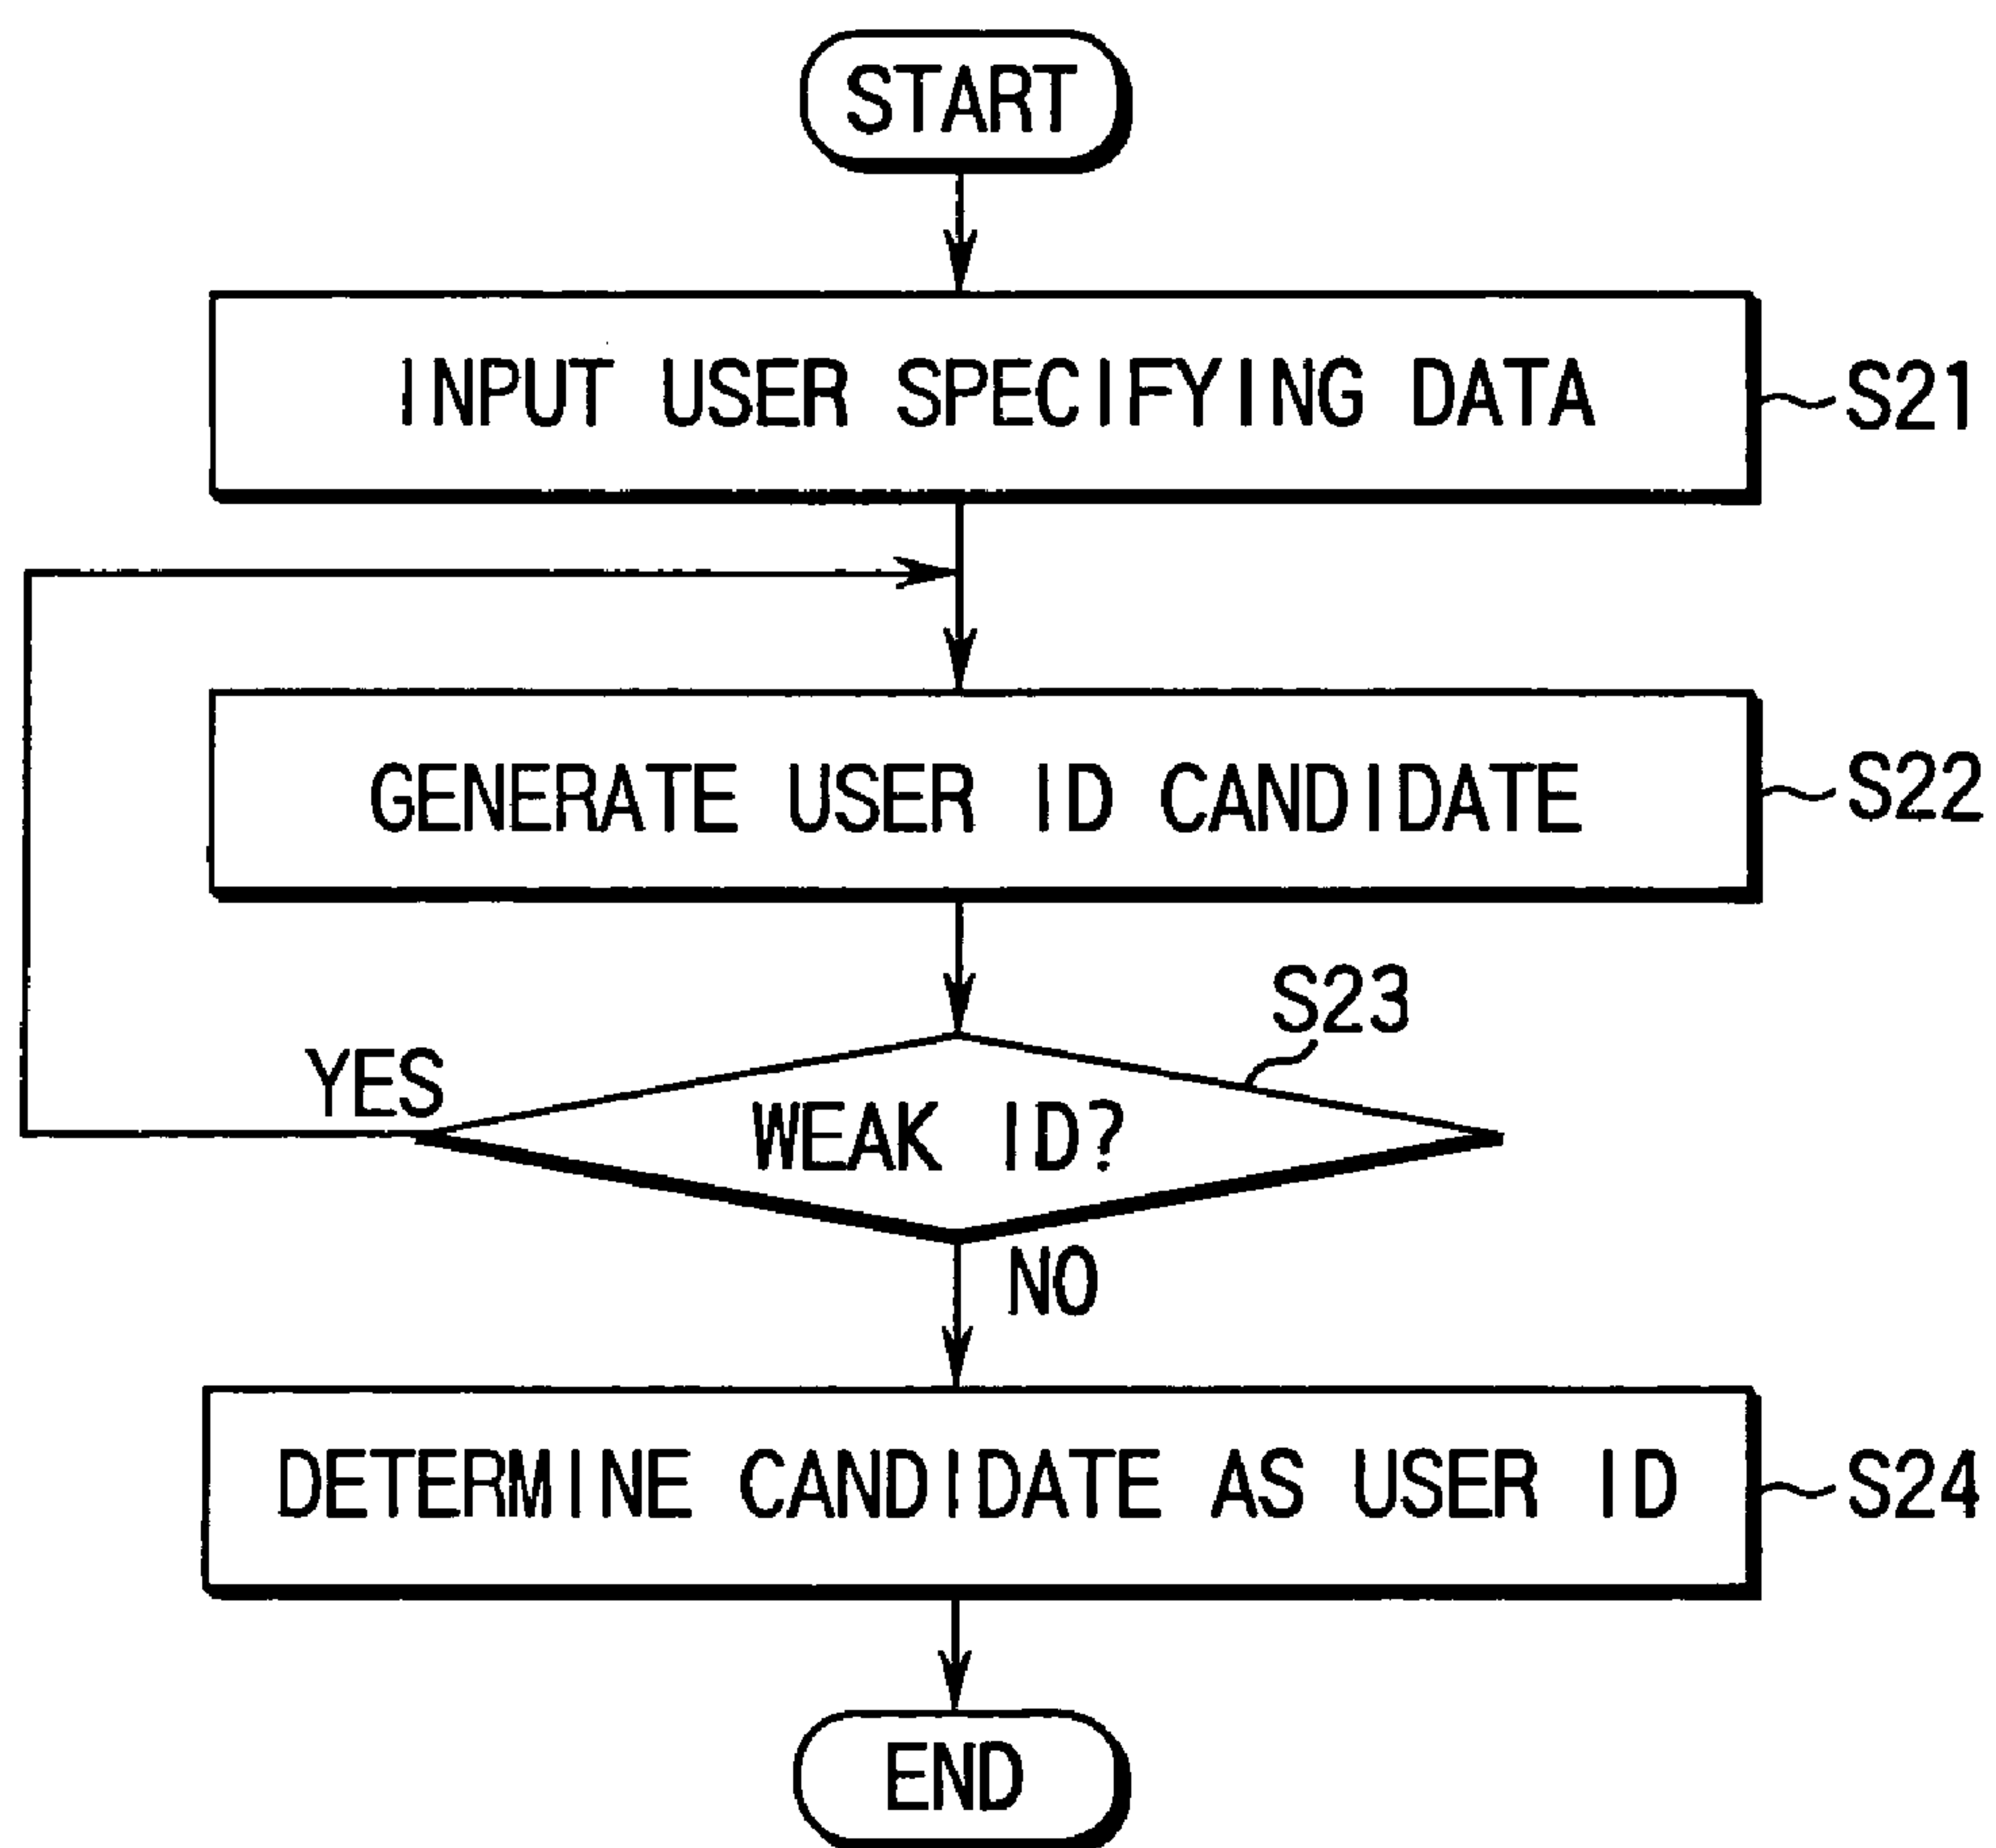 START
INPUT USER SPECIFYING DATA
S21
GENERATE USER ID CANDIDATE
S22
S23
YES
WEAK ID?
NO
DETERMINE CANDIDATE AS USER ID
S24
END